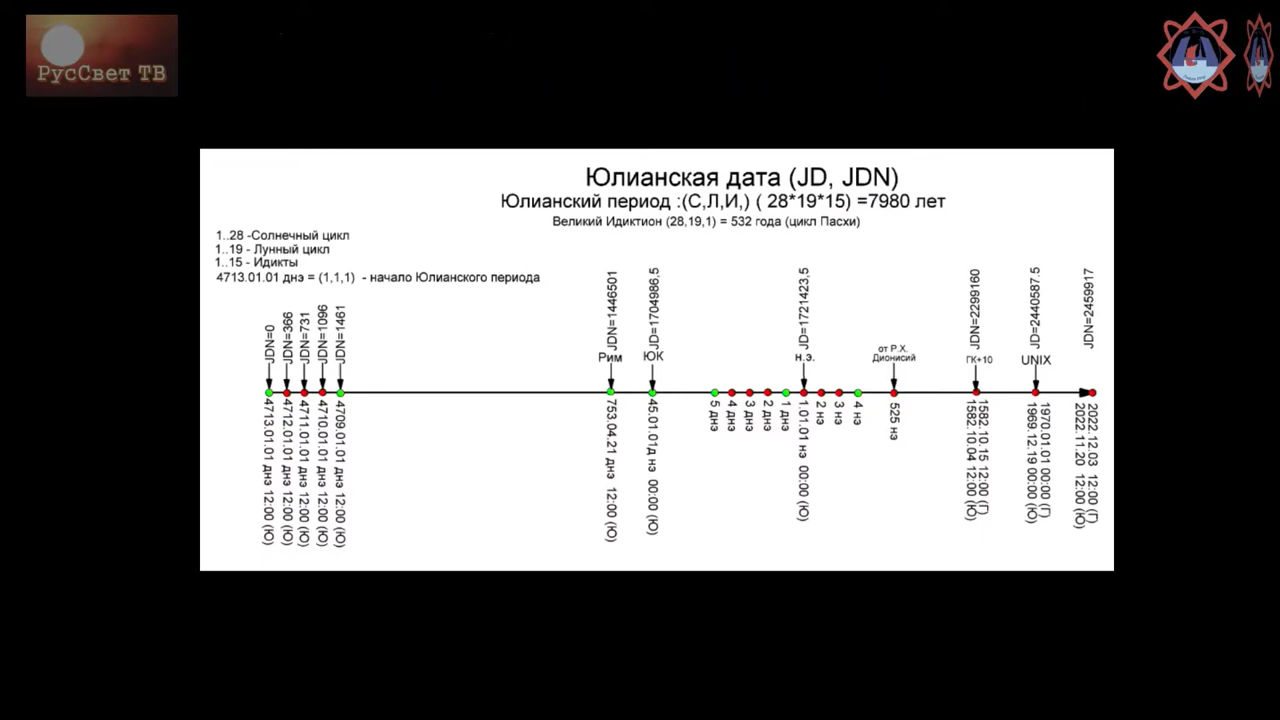 РусСвет ТВ
Юлианская дата (JD, JDN)
Юлианский период :(С,Л,И,) ( 28*19*15) =7980 лет
Великий Идиктион (28,19,1) = 532 года (цикл Пасхи)
1..28 -Солнечный цикл
1..19 - Лунный цикл
1..15 - Идикты
4713.01.01 днэ = (1,1,1) - начало Юлианского периода
JDN=0
JDN=366
JDN=731
JDN=1096
JDN=1461
JDN=1446501
JD=1704986,5
JD=1721423,5
JDN=2299160
JD=2440587,5
JDN=2459917
Рим
ЮК
н.э.
от Р.Х.
Дионисий
ГК+10
UNIX
4713.01.01 днэ 12:00 (Ю)
4712.01.01 днэ 12:00 (Ю)
4711.01.01 днэ 12:00 (Ю)
4710.01.01 днэ 12:00 (Ю)
4709.01.01 днэ 12:00 (Ю)
753.04.21 днэ 12:00 (Ю)
45.01.01д нэ 00:00 (Ю)
5 днэ
4 днэ
3 днэ
2 днэ
1 днэ
1.01.01 нэ 00:00 (Ю)
2 нэ
3 нэ
4 нэ
525 нэ
1582.10.15 12:00 (Г)
1582.10.04 12:00 (Ю)
1970.01.01 00:00 (Г)
1969.12.19 00:00 (Ю)
2022.12.03 12:00 (Г)
2022.11.20 12:00 (Ю)